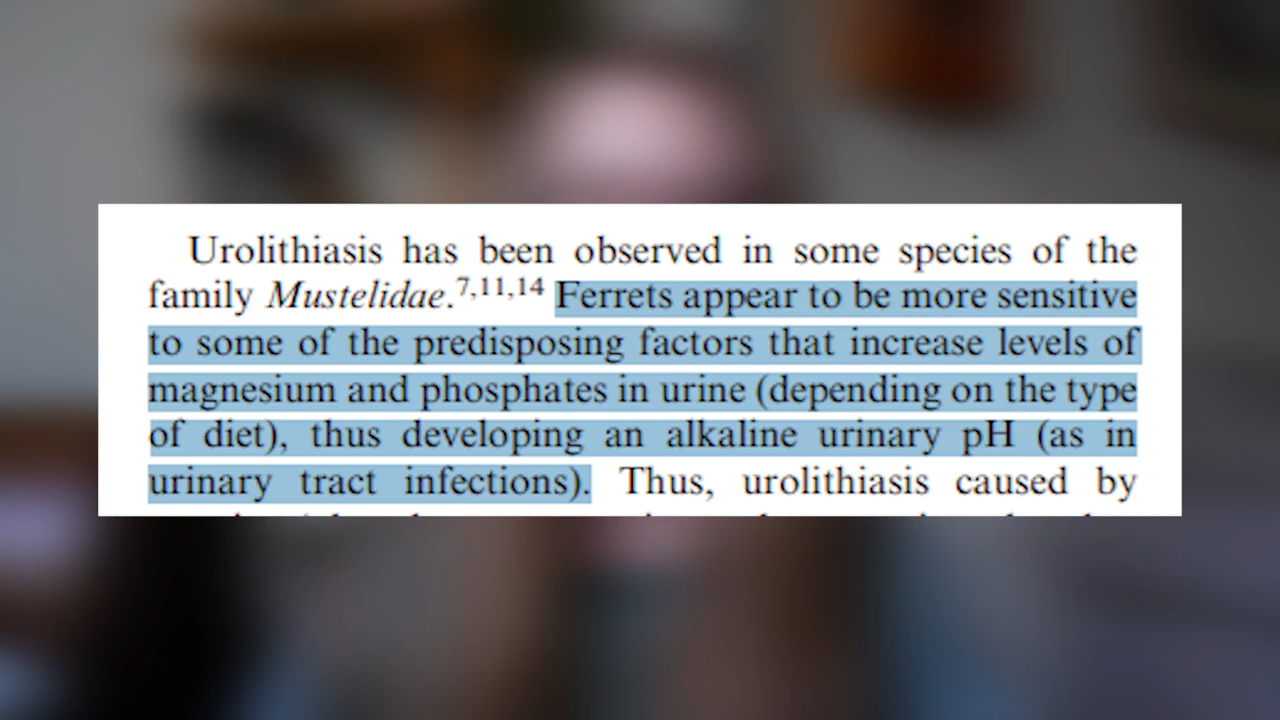 Urolithiasis has been observed in some species of the
family Mustelidae.7,11,14 Ferrets appear to be more sensitive
to some of the predisposing factors that increase levels of
magnesium and phosphates in urine (depending on the type
of diet), thus developing an alkaline urinary pH (as in
urinary tract infections). Thus, urolithiasis caused by